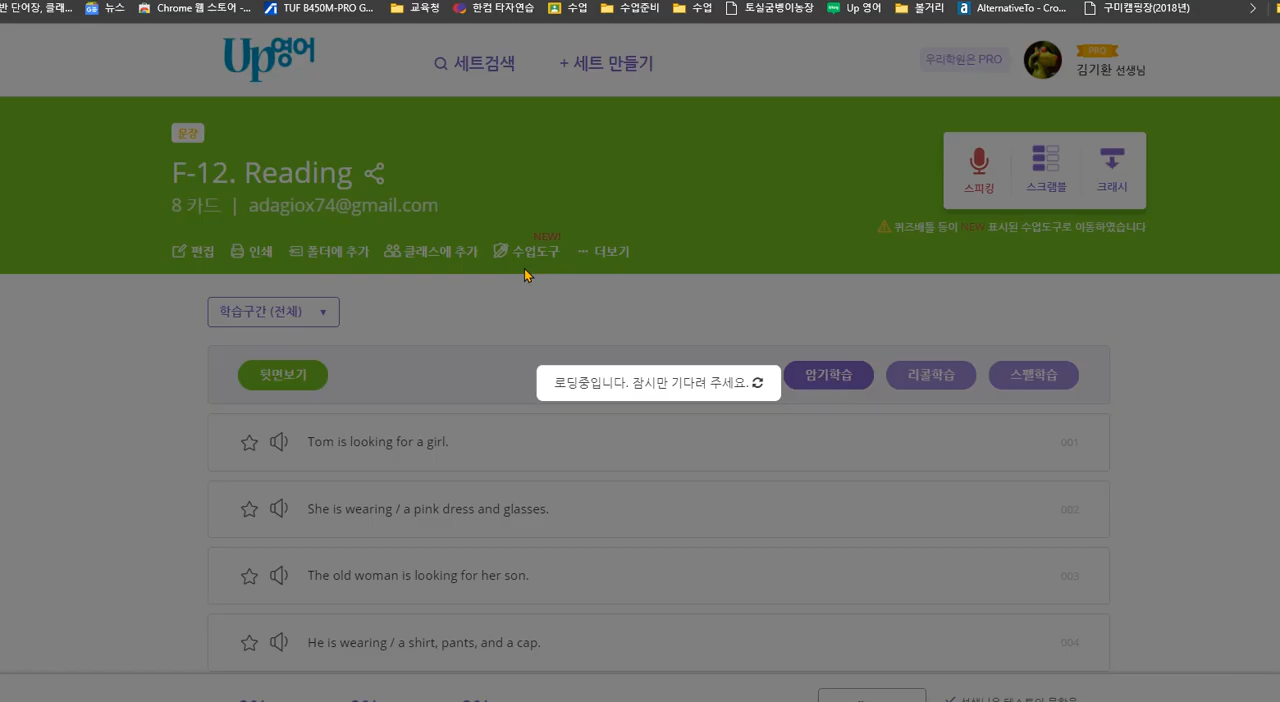 반 단어장, 클래... 뉴스 Chrome 웹 스토어 -... TUF B450M-PRO G... 교육청 한컴 타자연습 수업 수업준비 수업 토실굼벵이농장 Up 영어 볼거리 AlternativeTo - Cro... 구미캠핑장(2018년)
Up영어
세트검색
+ 세트 만들기
우리학원은 PRO
PRO
김기환 선생님
문장
F-12. Reading
8 카드 | adagiox74@gmail.com
스피킹
스크램블
크래시
퀴즈배틀 등이 NEW 표시된 수업도구로 이동하였습니다
NEW!
편집 인쇄 폴더에 추가 클래스에 추가 수업도구 ··· 더보기
학습구간 (전체) ▼
뒷면보기
로딩중입니다. 잠시만 기다려 주세요.
암기학습
리콜학습
스펠학습
Tom is looking for a girl. 001
She is wearing / a pink dress and glasses. 002
The old woman is looking for her son. 003
He is wearing / a shirt, pants, and a cap. 004